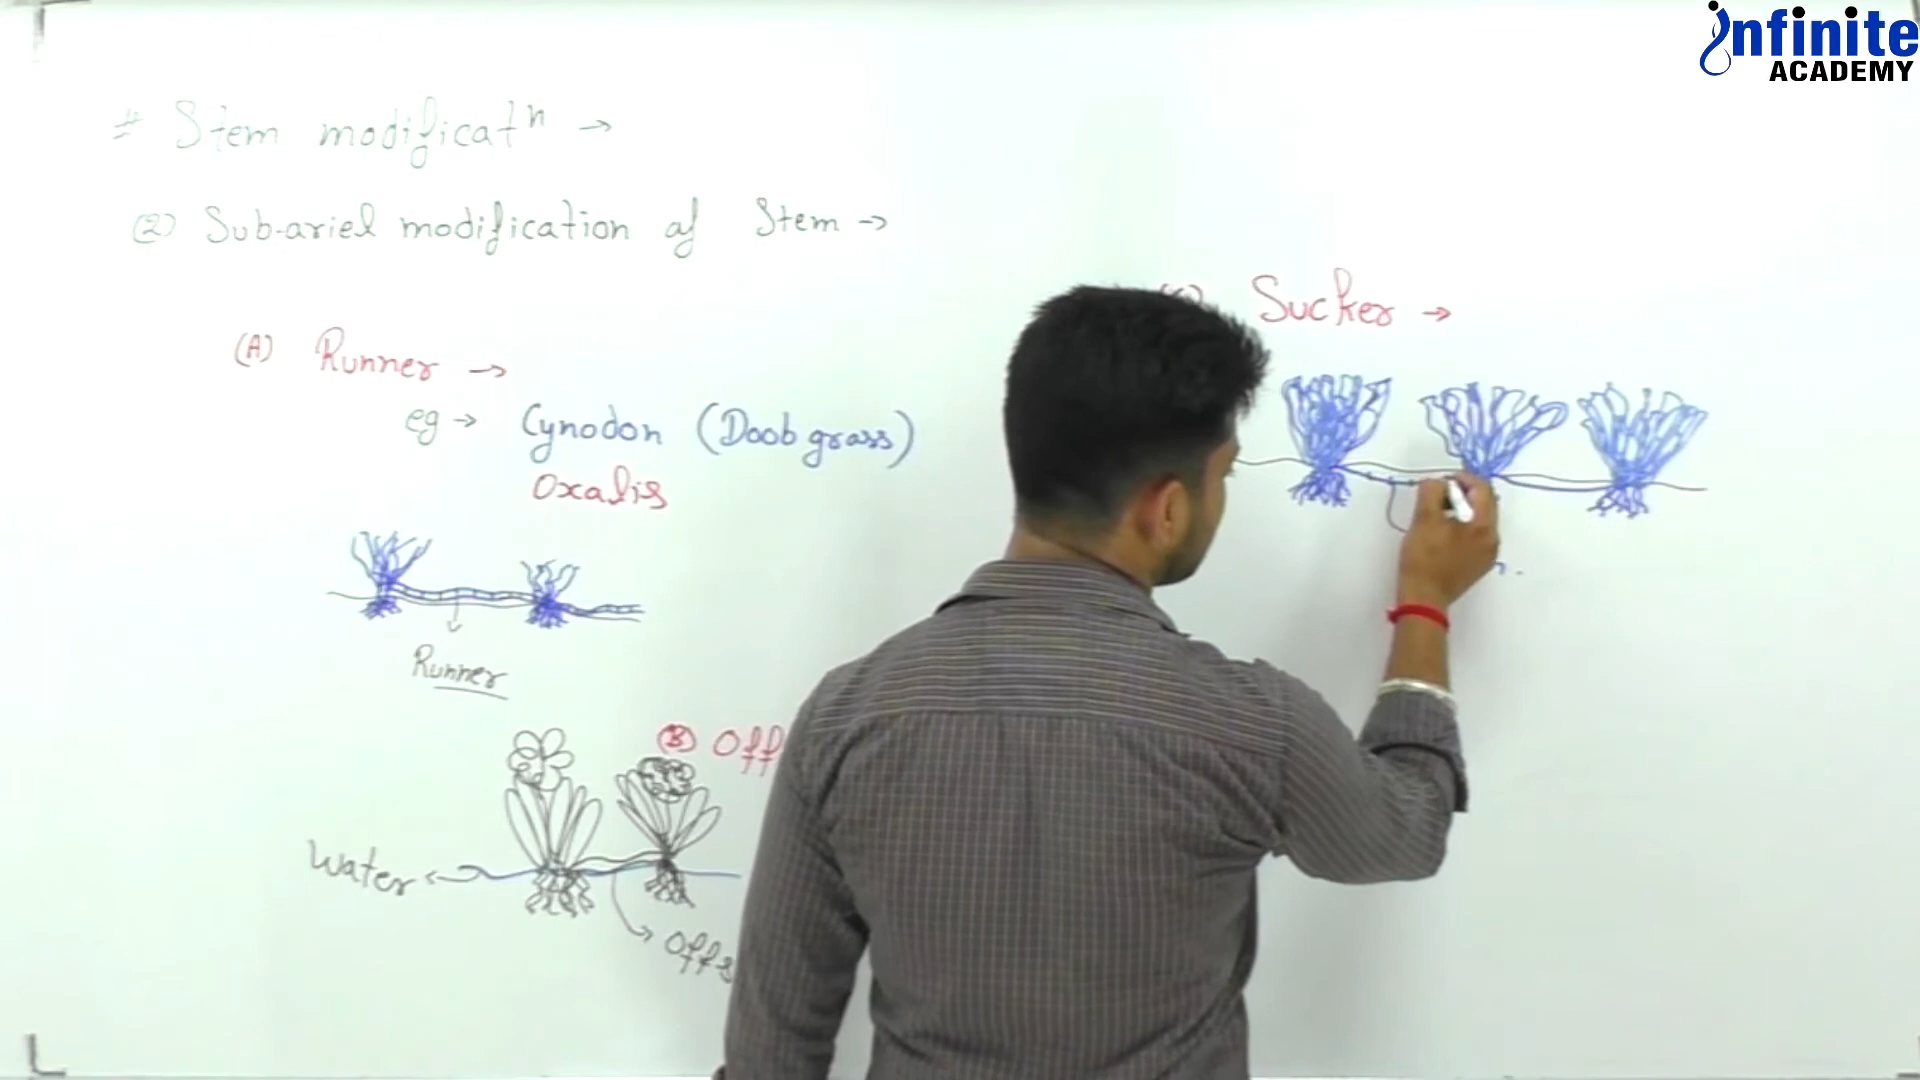 infinite
ACADEMY
# Stem modificatⁿ →
(2) Sub-ariel modification of Stem →
(A) Runner →
eg → Cynodon (Doob grass)
Oxalis
Runner
(B) Off
Water
Offs
Sucker →